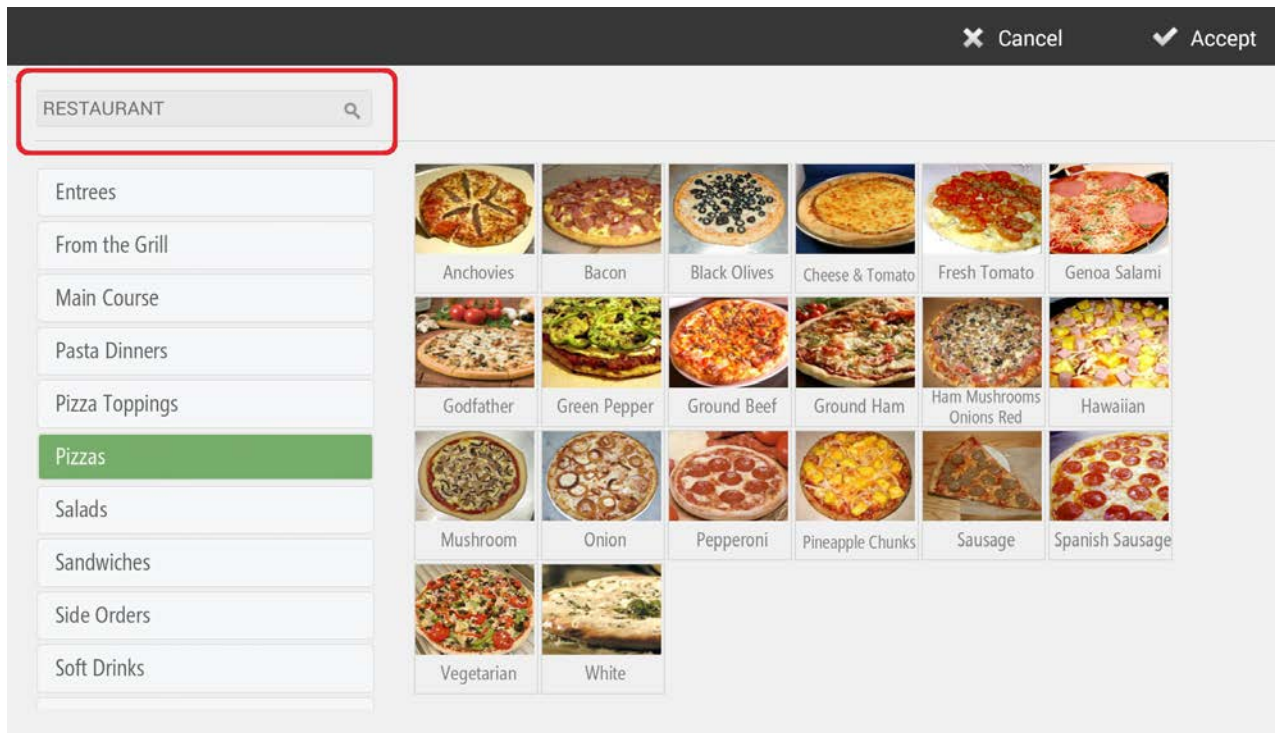 Cancel
Accept
RESTAURANT
Entrees
From the Grill
Main Course
Pasta Dinners
Pizza Toppings
Pizzas
Salads
Sandwiches
Side Orders
Soft Drinks
Anchovies
Bacon
Black Olives
Cheese & Tomato
Fresh Tomato
Genoa Salami
Godfather
Green Pepper
Ground Beef
Ground Ham
Ham Mushrooms
Onions Red
Hawaiian
Mushroom
Onion
Pepperoni
Pineapple Chunks
Sausage
Spanish Sausage
Vegetarian
White